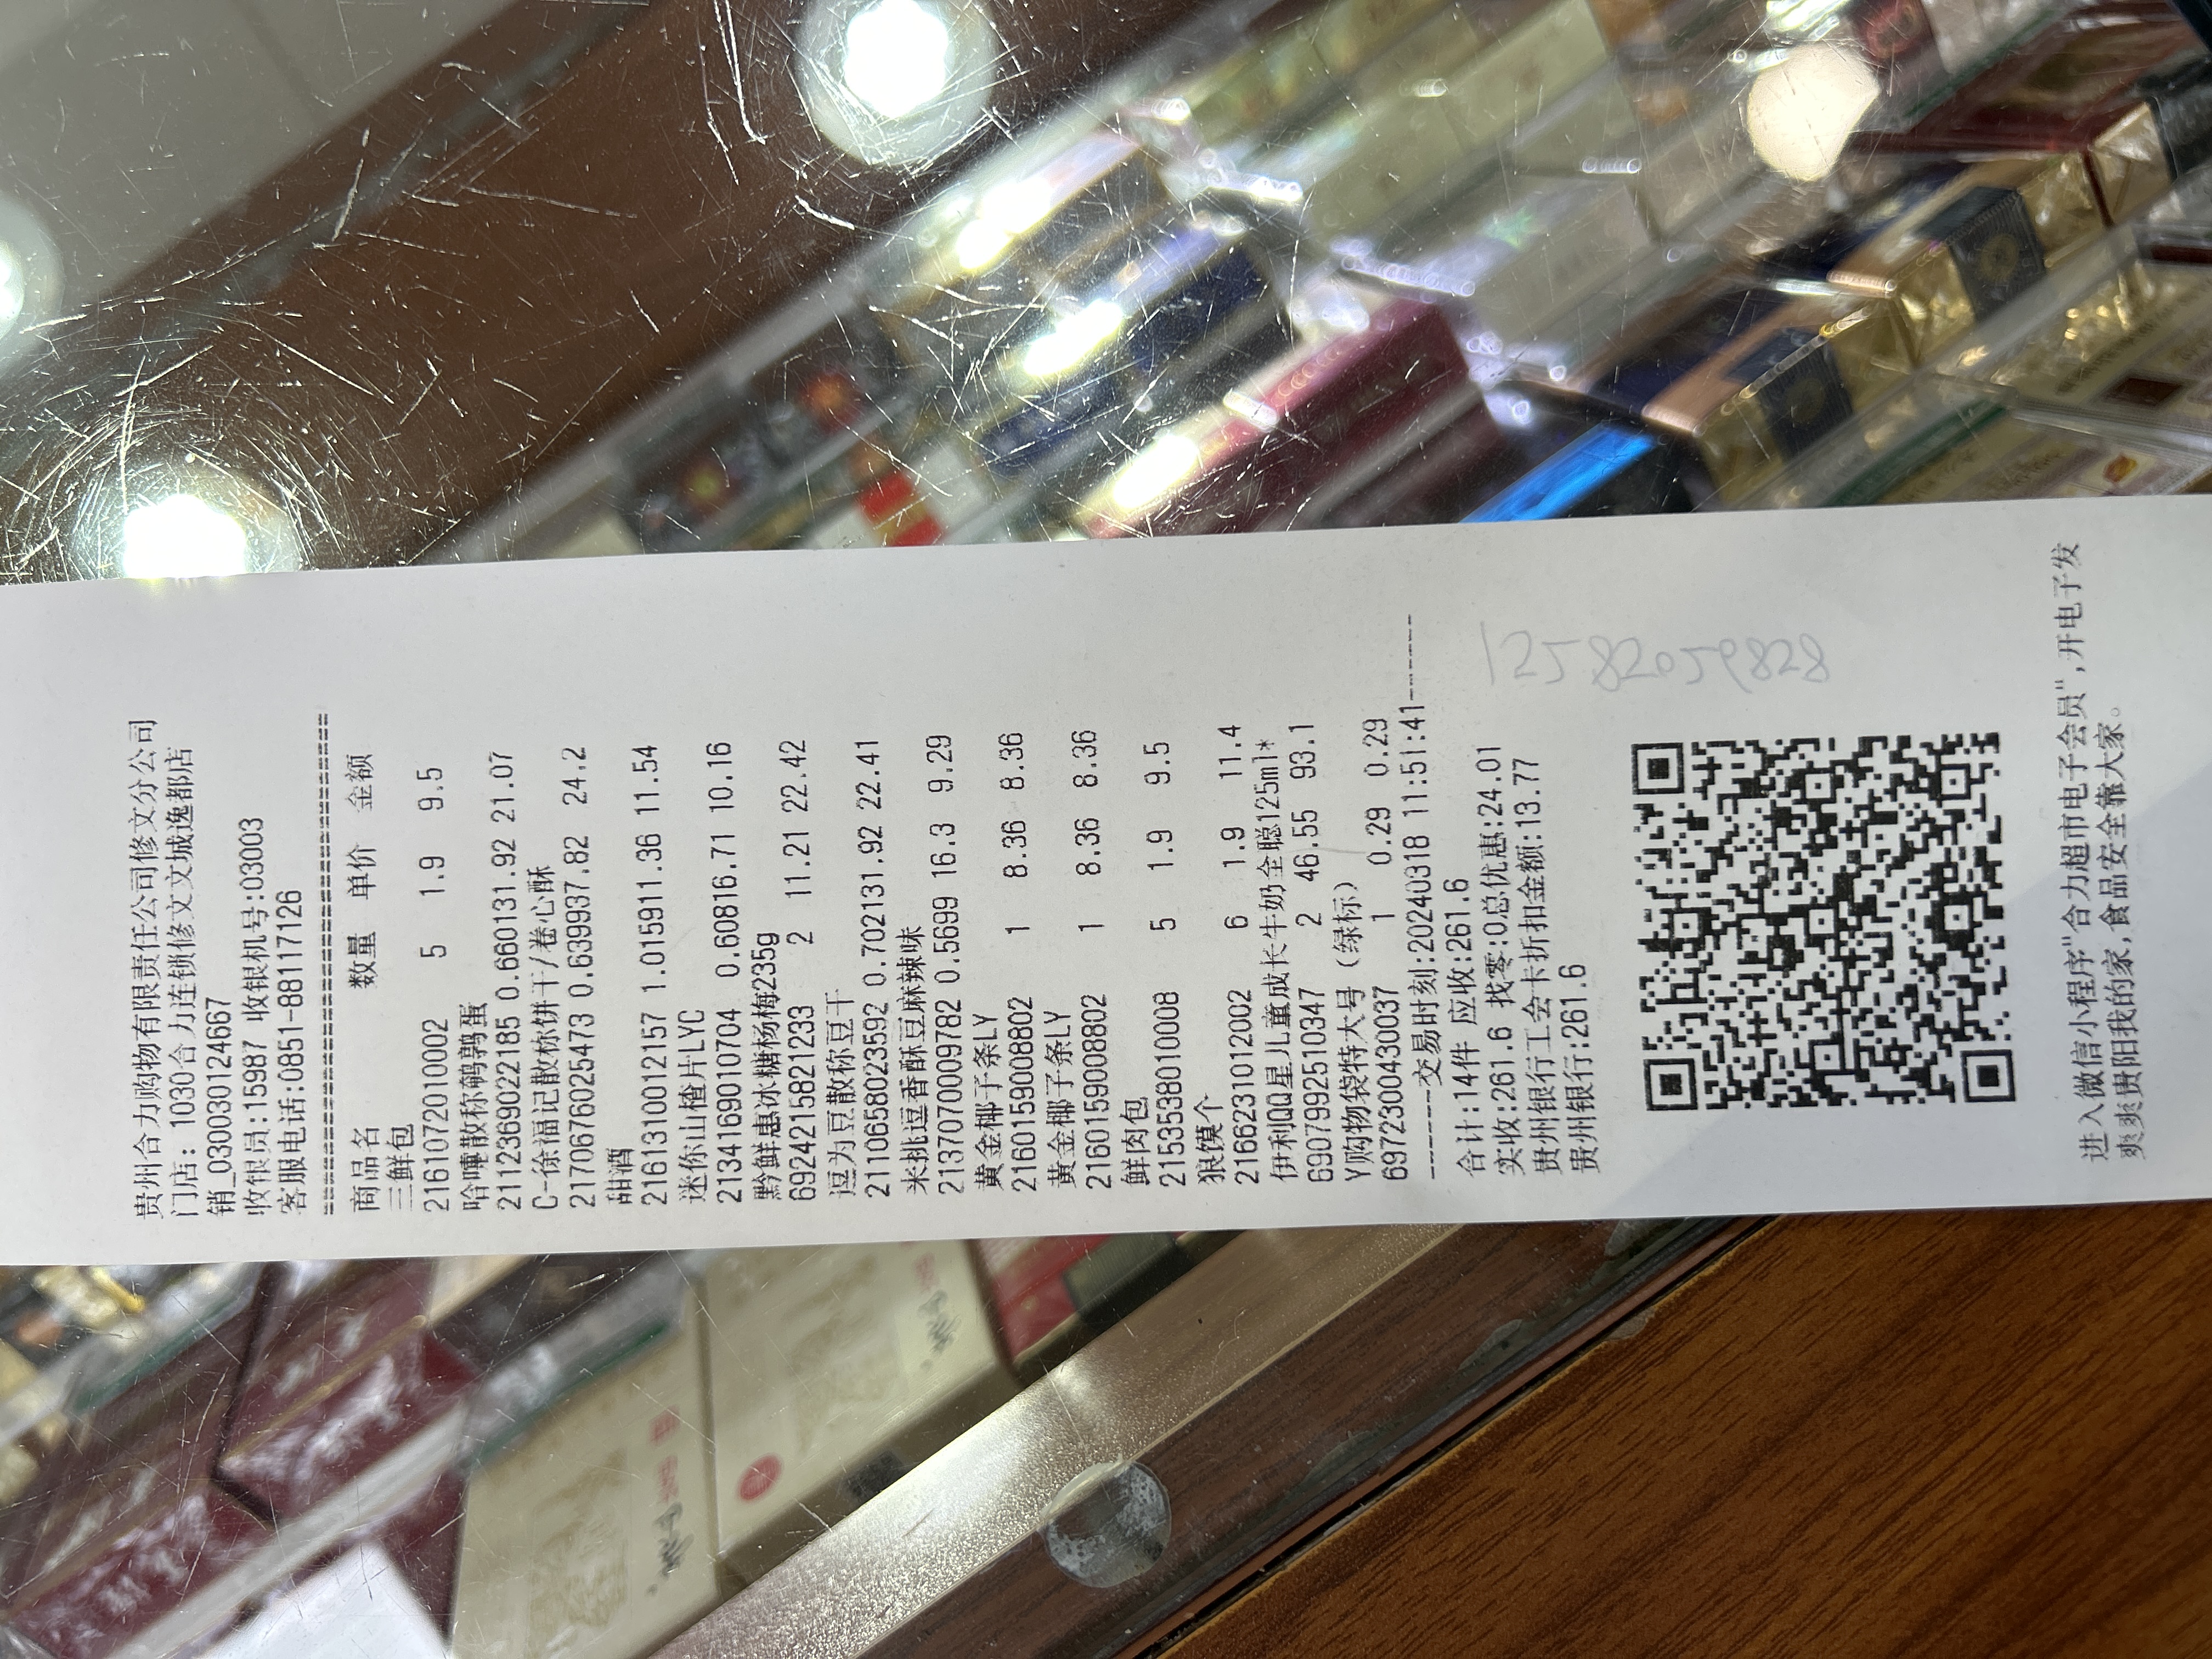 贵州合力购物有限责任公司修文分公司
门店: 1030合力连锁修文文城逸都店
销_030030124667
收银员:15987 收银机号:03003
客服电话:0851-88117126
========================================
商品名 数量 单价 金额
三鲜包
2161072010002 5 1.9 9.5
哈嘜散称鹌鹑蛋
2112369022185 0.660131.92 21.07
C-徐福记散称饼干/卷心酥
2170676025473 0.639937.82 24.2
甜酒
2161310012157 1.015911.36 11.54
迷你山楂片LYC
2134169010704 0.60816.71 10.16
黔鲜惠冰糖杨梅235g
6924215821233 2 11.21 22.42
逗为豆散称豆干
2110658023592 0.702131.92 22.41
米挑逗香酥豆麻辣味
2137070009782 0.5699 16.3 9.29
黄金椰子条LY
2160159008802 1 8.36 8.36
黄金椰子条LY
2160159008802 1 8.36 8.36
鲜肉包
2153538010008 5 1.9 9.5
狼馍个
2166231012002 6 1.9 11.4
伊利QQ星儿童成长牛奶全聪125ml*
6907992510347 2 46.55 93.1
Y购物袋特大号（绿标）
6972300430037 1 0.29 0.29
-------交易时刻:20240318 11:51:41-------
合计:14件 应收:261.6
实收:261.6 找零:0总优惠:24.01
贵州银行工会卡折扣金额:13.77
贵州银行:261.6
12582059828
进入微信小程序"合力超市电子会员",开电子发
爽爽贵阳我的家,食品安全靠大家。